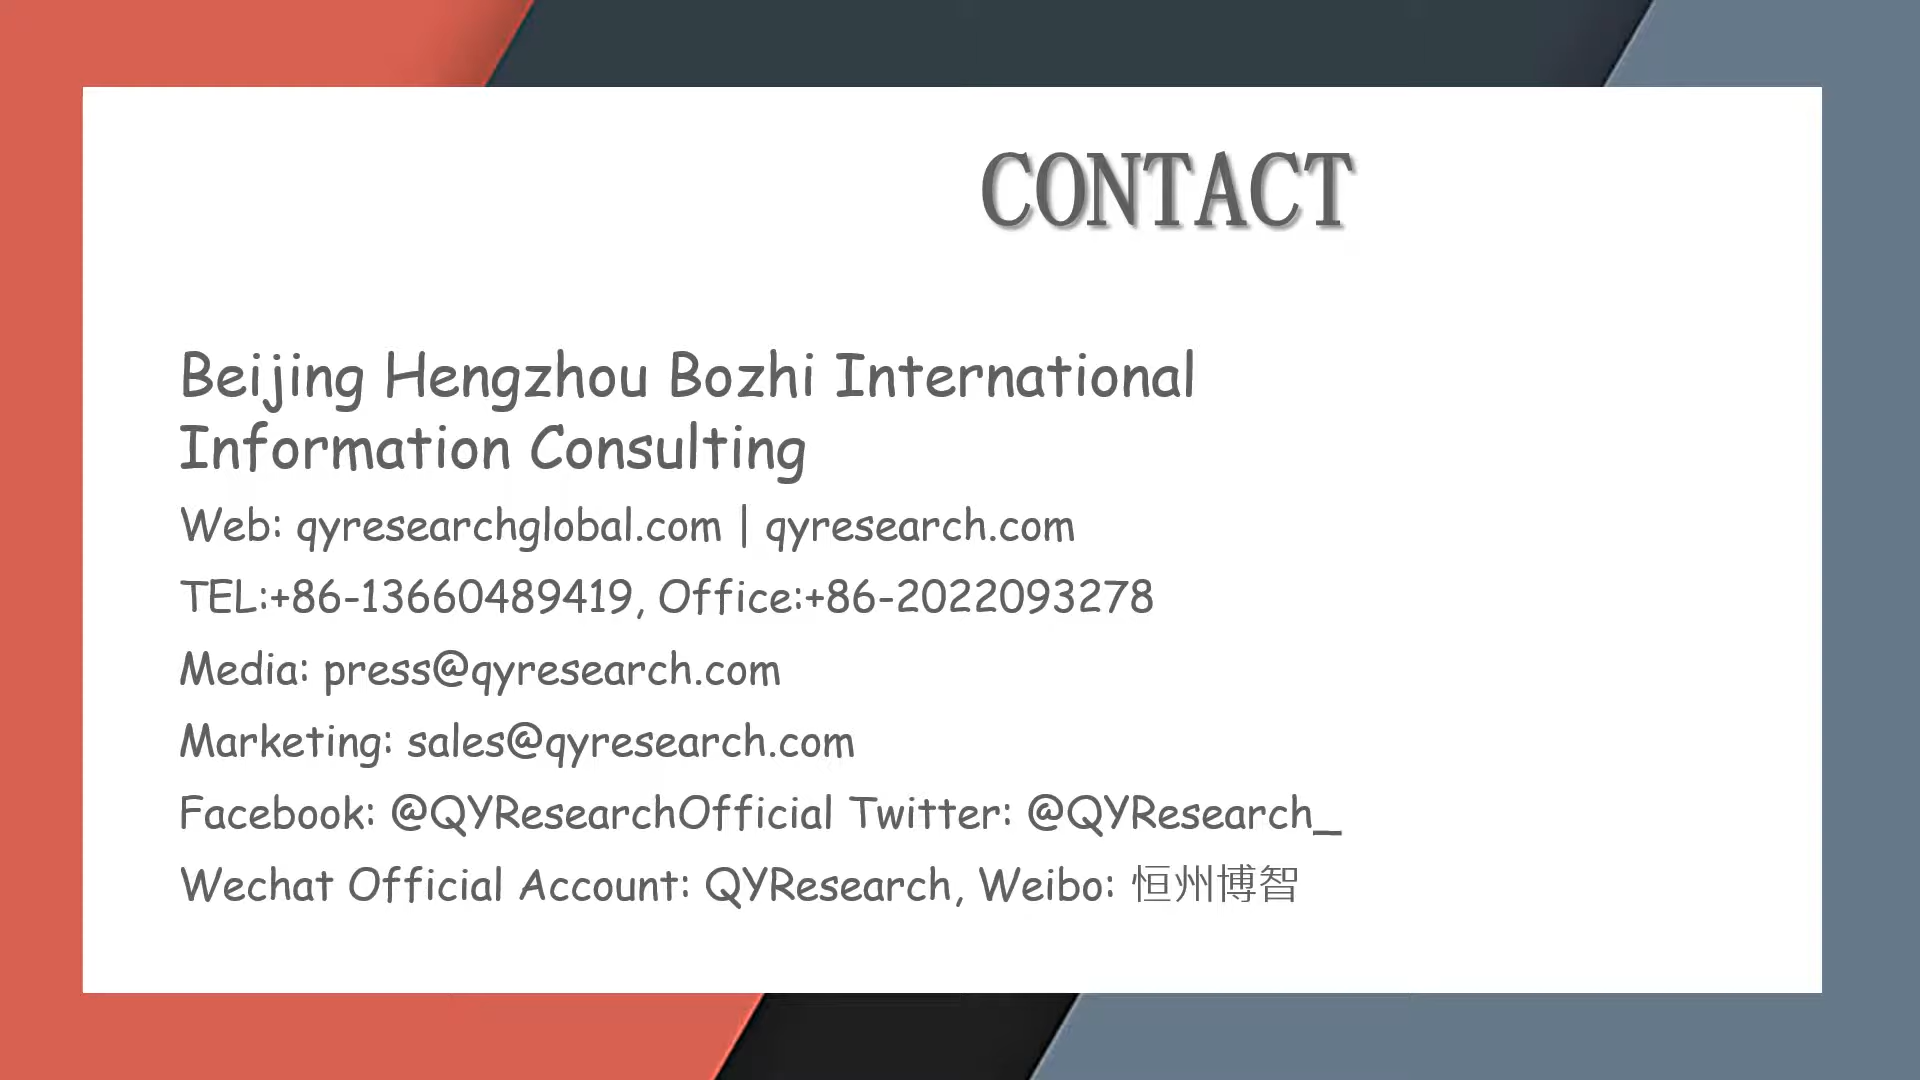 CONTACT
Beijing Hengzhou Bozhi International
Information Consulting
Web: qyresearchglobal.com | qyresearch.com
TEL:+86-13660489419, Office:+86-2022093278
Media: press@qyresearch.com
Marketing: sales@qyresearch.com
Facebook: @QYResearchOfficial Twitter: @QYResearch_
Wechat Official Account: QYResearch, Weibo: 恒州博智